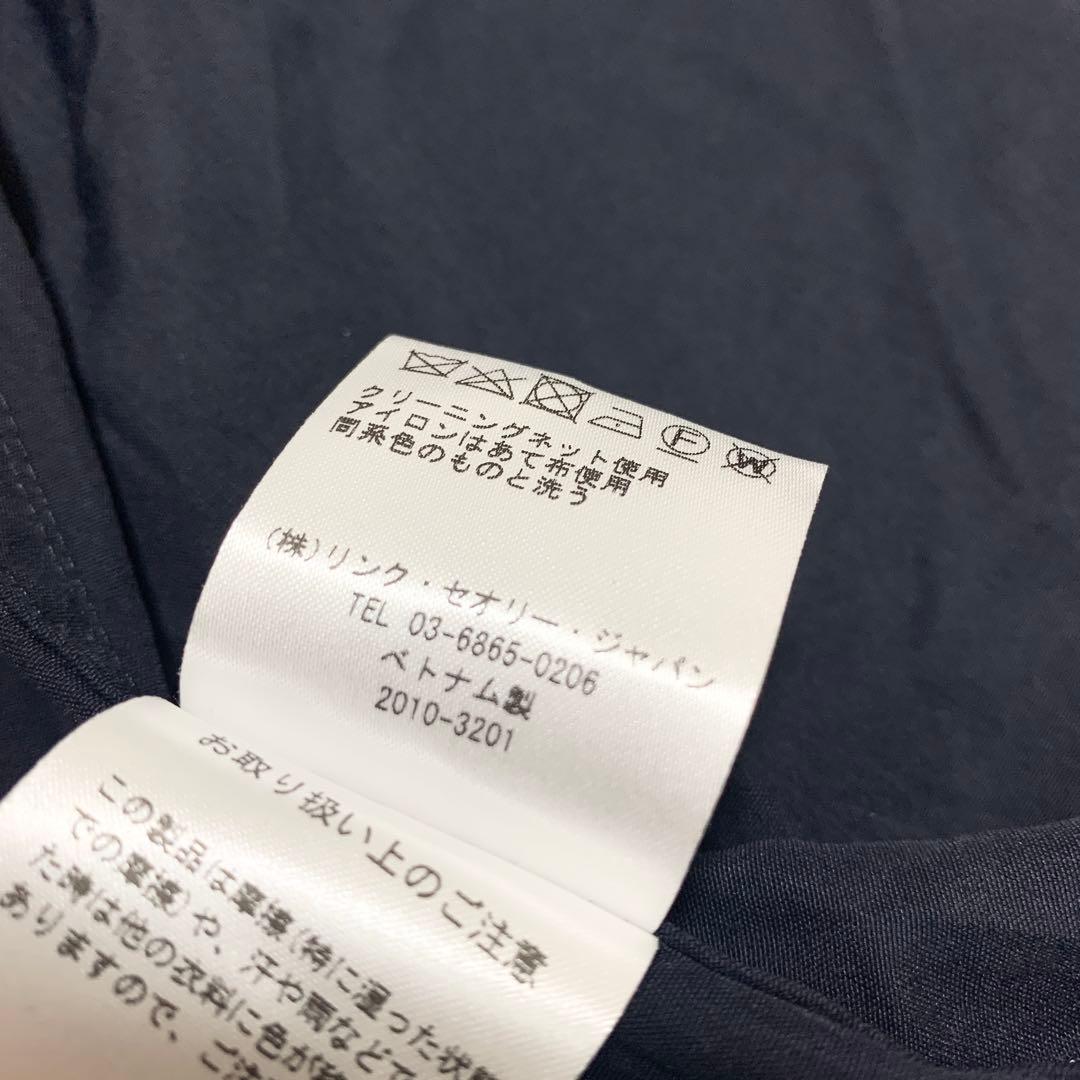 クリーニングネット使用
アイロンはあて布使用
同系色のものと洗う
(株)リンク・セオリー・ジャパン
TEL 03-6865-0206
ベトナム製
2010-3201
お取り扱い上のご注意
この製品は摩擦(特に湿った状態
での摩擦)や、汗や雨などで
た時は他の衣料に色が移
ありますので、ご注